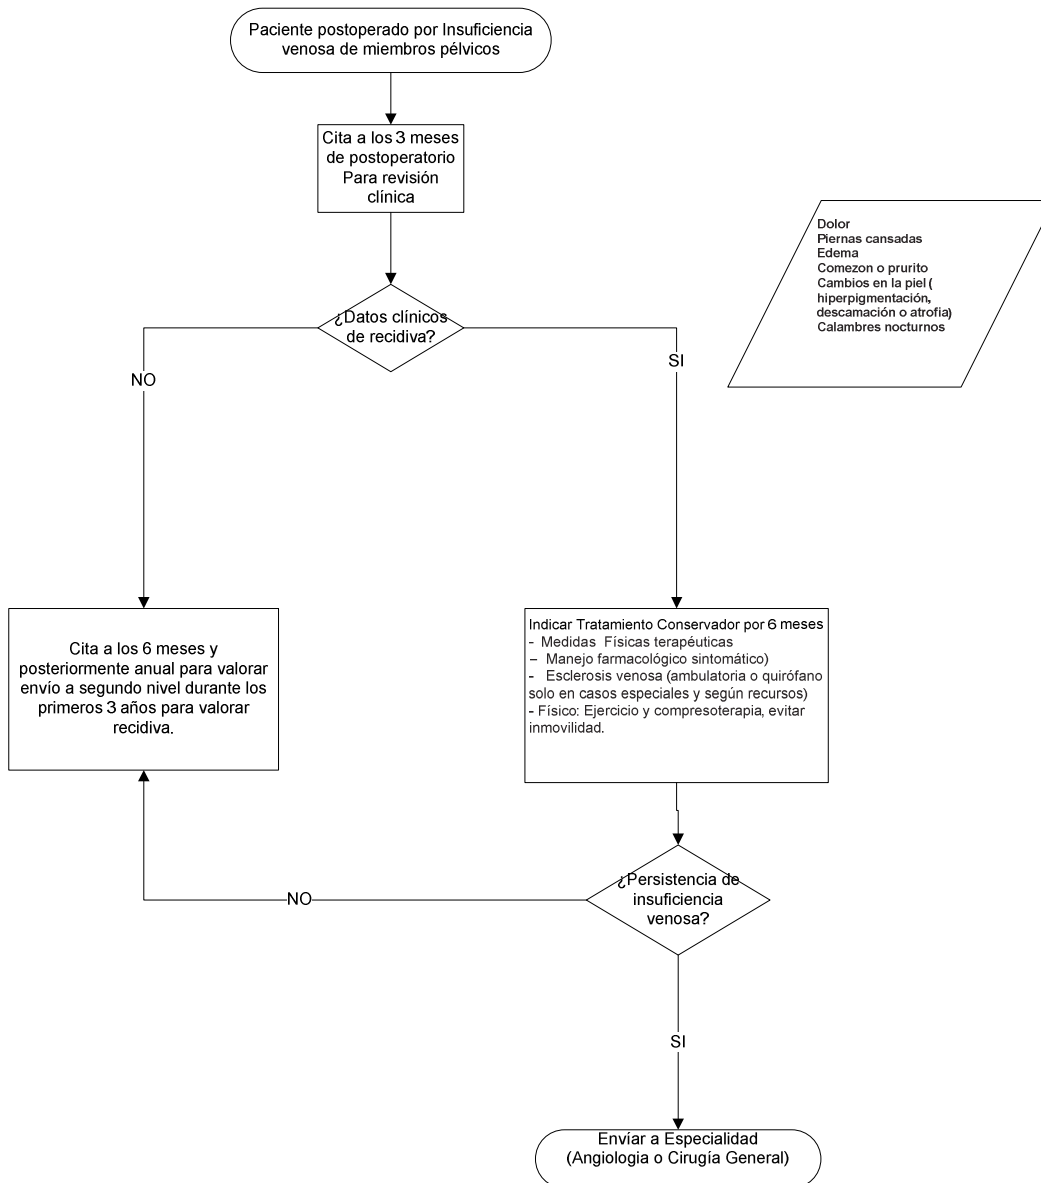 Paciente postoperado por Insuficiencia
venosa de miembros pélvicos
Cita a los 3 meses
de postoperatorio
Para revisión
clínica
Dolor
Piernas cansadas
Edema
Comezon o prurito
Cambios en la piel (
hiperpigmentación,
descamación o atrofia)
Calambres nocturnos
¿Datos clínicos
de recidiva?
NO
SI
Cita a los 6 meses y
posteriormente anual para valorar
envío a segundo nivel durante los
primeros 3 años para valorar
recidiva.
Indicar Tratamiento Conservador por 6 meses
- Medidas Físicas terapéuticas
– Manejo farmacológico sintomático)
- Esclerosis venosa (ambulatoria o quirófano
solo en casos especiales y según recursos)
- Físico: Ejercicio y compresoterapia, evitar
inmovilidad.
¿Persistencia de
insuficiencia
venosa?
NO
SI
Envíar a Especialidad
(Angiologia o Cirugía General)